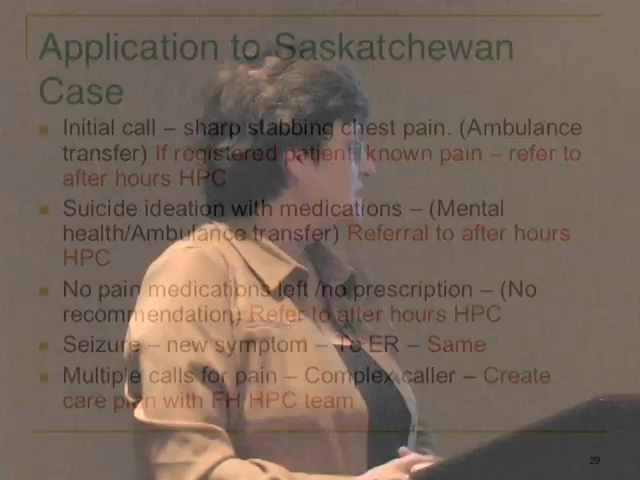 Application to Saskatchewan
Case
Initial call – sharp stabbing chest pain. (Ambulance
transfer) If registered patient, known pain – refer to
after hours HPC
Suicide ideation with medications – (Mental
health/Ambulance transfer) Referral to after hours
HPC
No pain medications left /no prescription – (No
recommendation) Refer to after hours HPC
Seizure – new symptom – To ER – Same
Multiple calls for pain – Complex caller – Create
care plan with FH HPC team
29